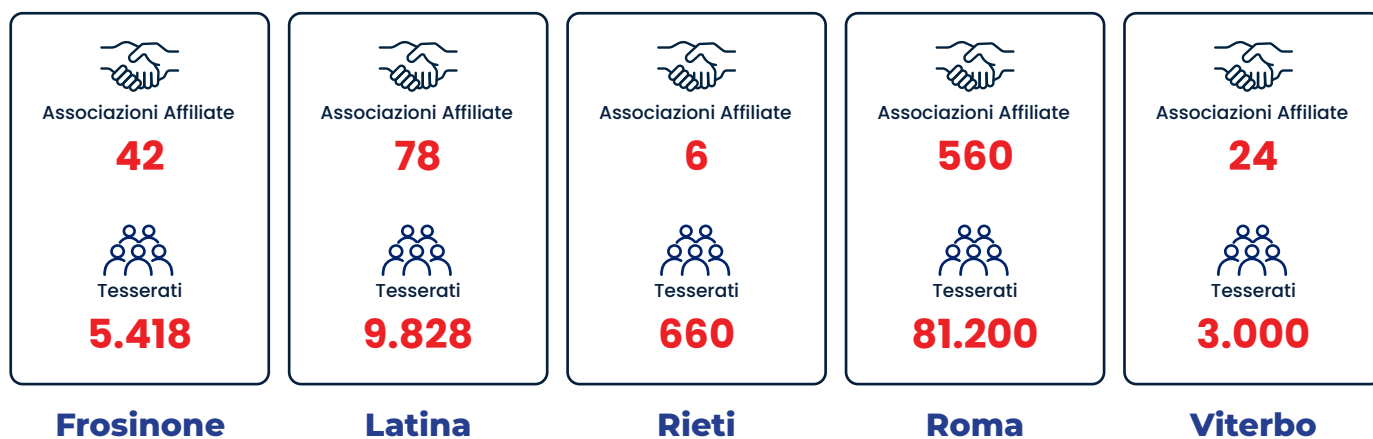 Associazioni Affiliate
42
Tesserati
5.418
Frosinone
Associazioni Affiliate
78
Tesserati
9.828
Latina
Associazioni Affiliate
6
Tesserati
660
Rieti
Associazioni Affiliate
560
Tesserati
81.200
Roma
Associazioni Affiliate
24
Tesserati
3.000
Viterbo